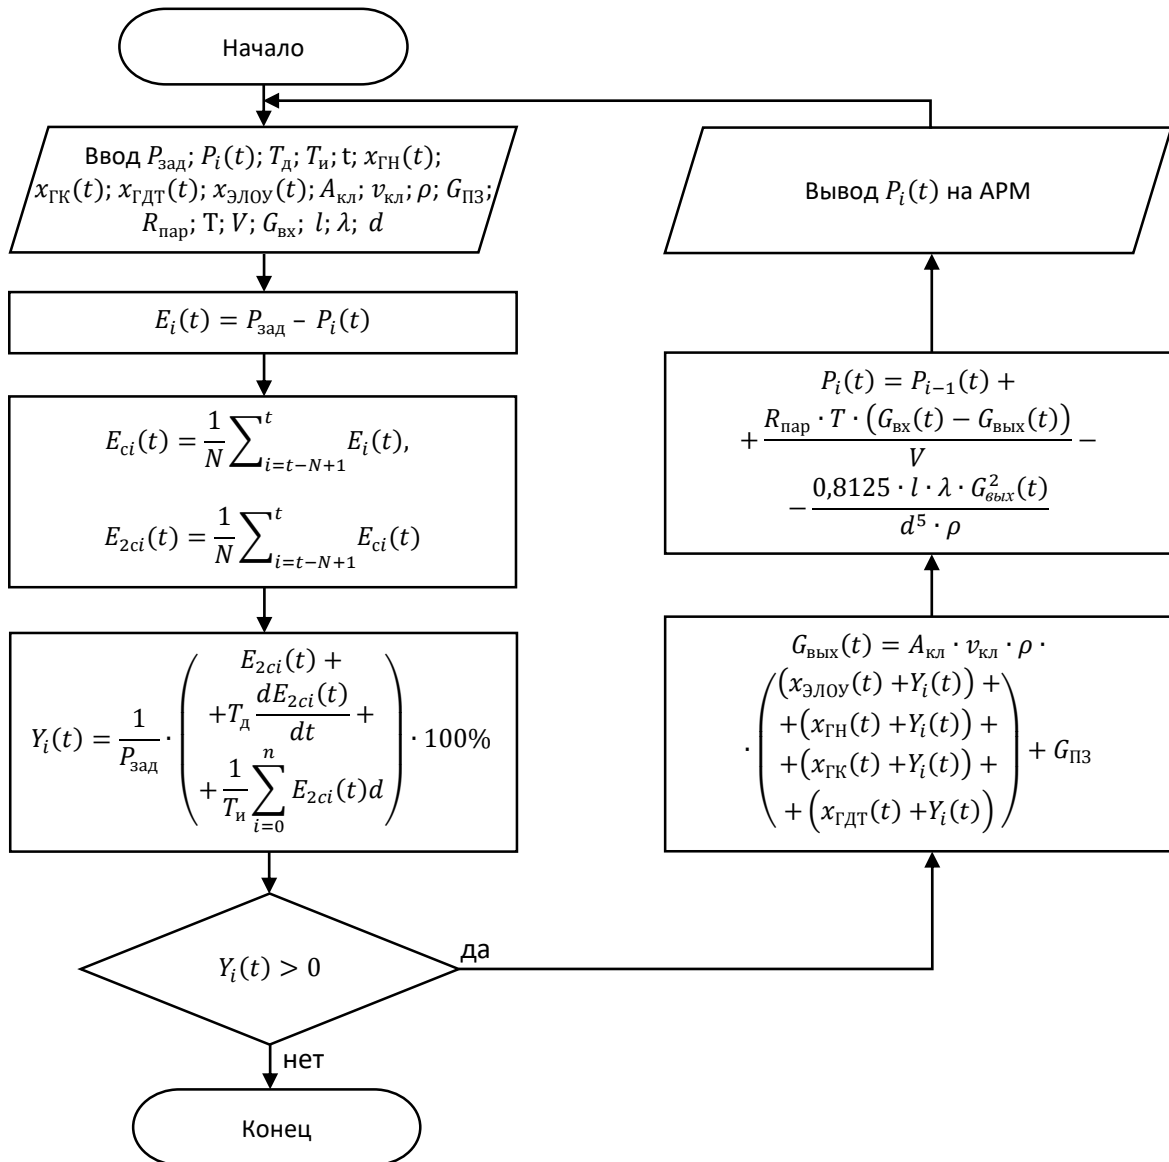 Начало
Ввод P_зад; P_i(t); T_д; T_и; t; x_ГН(t);
x_ГК(t); x_ГДТ(t); x_ЭЛОУ(t); A_кл; v_кл; ρ; G_ПЗ;
R_пар; T; V; G_вх; l; λ; d
E_i(t) = P_зад – P_i(t)
E_ci(t) = 1/N ∑_{i=t−N+1}^{t} E_i(t),
E_2ci(t) = 1/N ∑_{i=t−N+1}^{t} E_ci(t)
Y_i(t) = 1/P_зад · ( E_2ci(t) +
+T_д dE_2ci(t)/dt +
+ 1/T_и ∑_{i=0}^{n} E_2ci(t)d ) · 100%
Y_i(t) > 0
да
нет
Конец
G_вых(t) = A_кл · v_кл · ρ ·
· ( (x_ЭЛОУ(t) +Y_i(t)) +
+(x_ГН(t) +Y_i(t)) +
+(x_ГК(t) +Y_i(t)) +
+ (x_ГДТ(t) +Y_i(t)) ) + G_ПЗ
P_i(t) = P_{i−1}(t) +
+ R_пар · T · (G_вх(t) − G_вых(t)) / V −
− 0,8125 · l · λ · G²_вых(t) / d⁵ · ρ
Вывод P_i(t) на АРМ